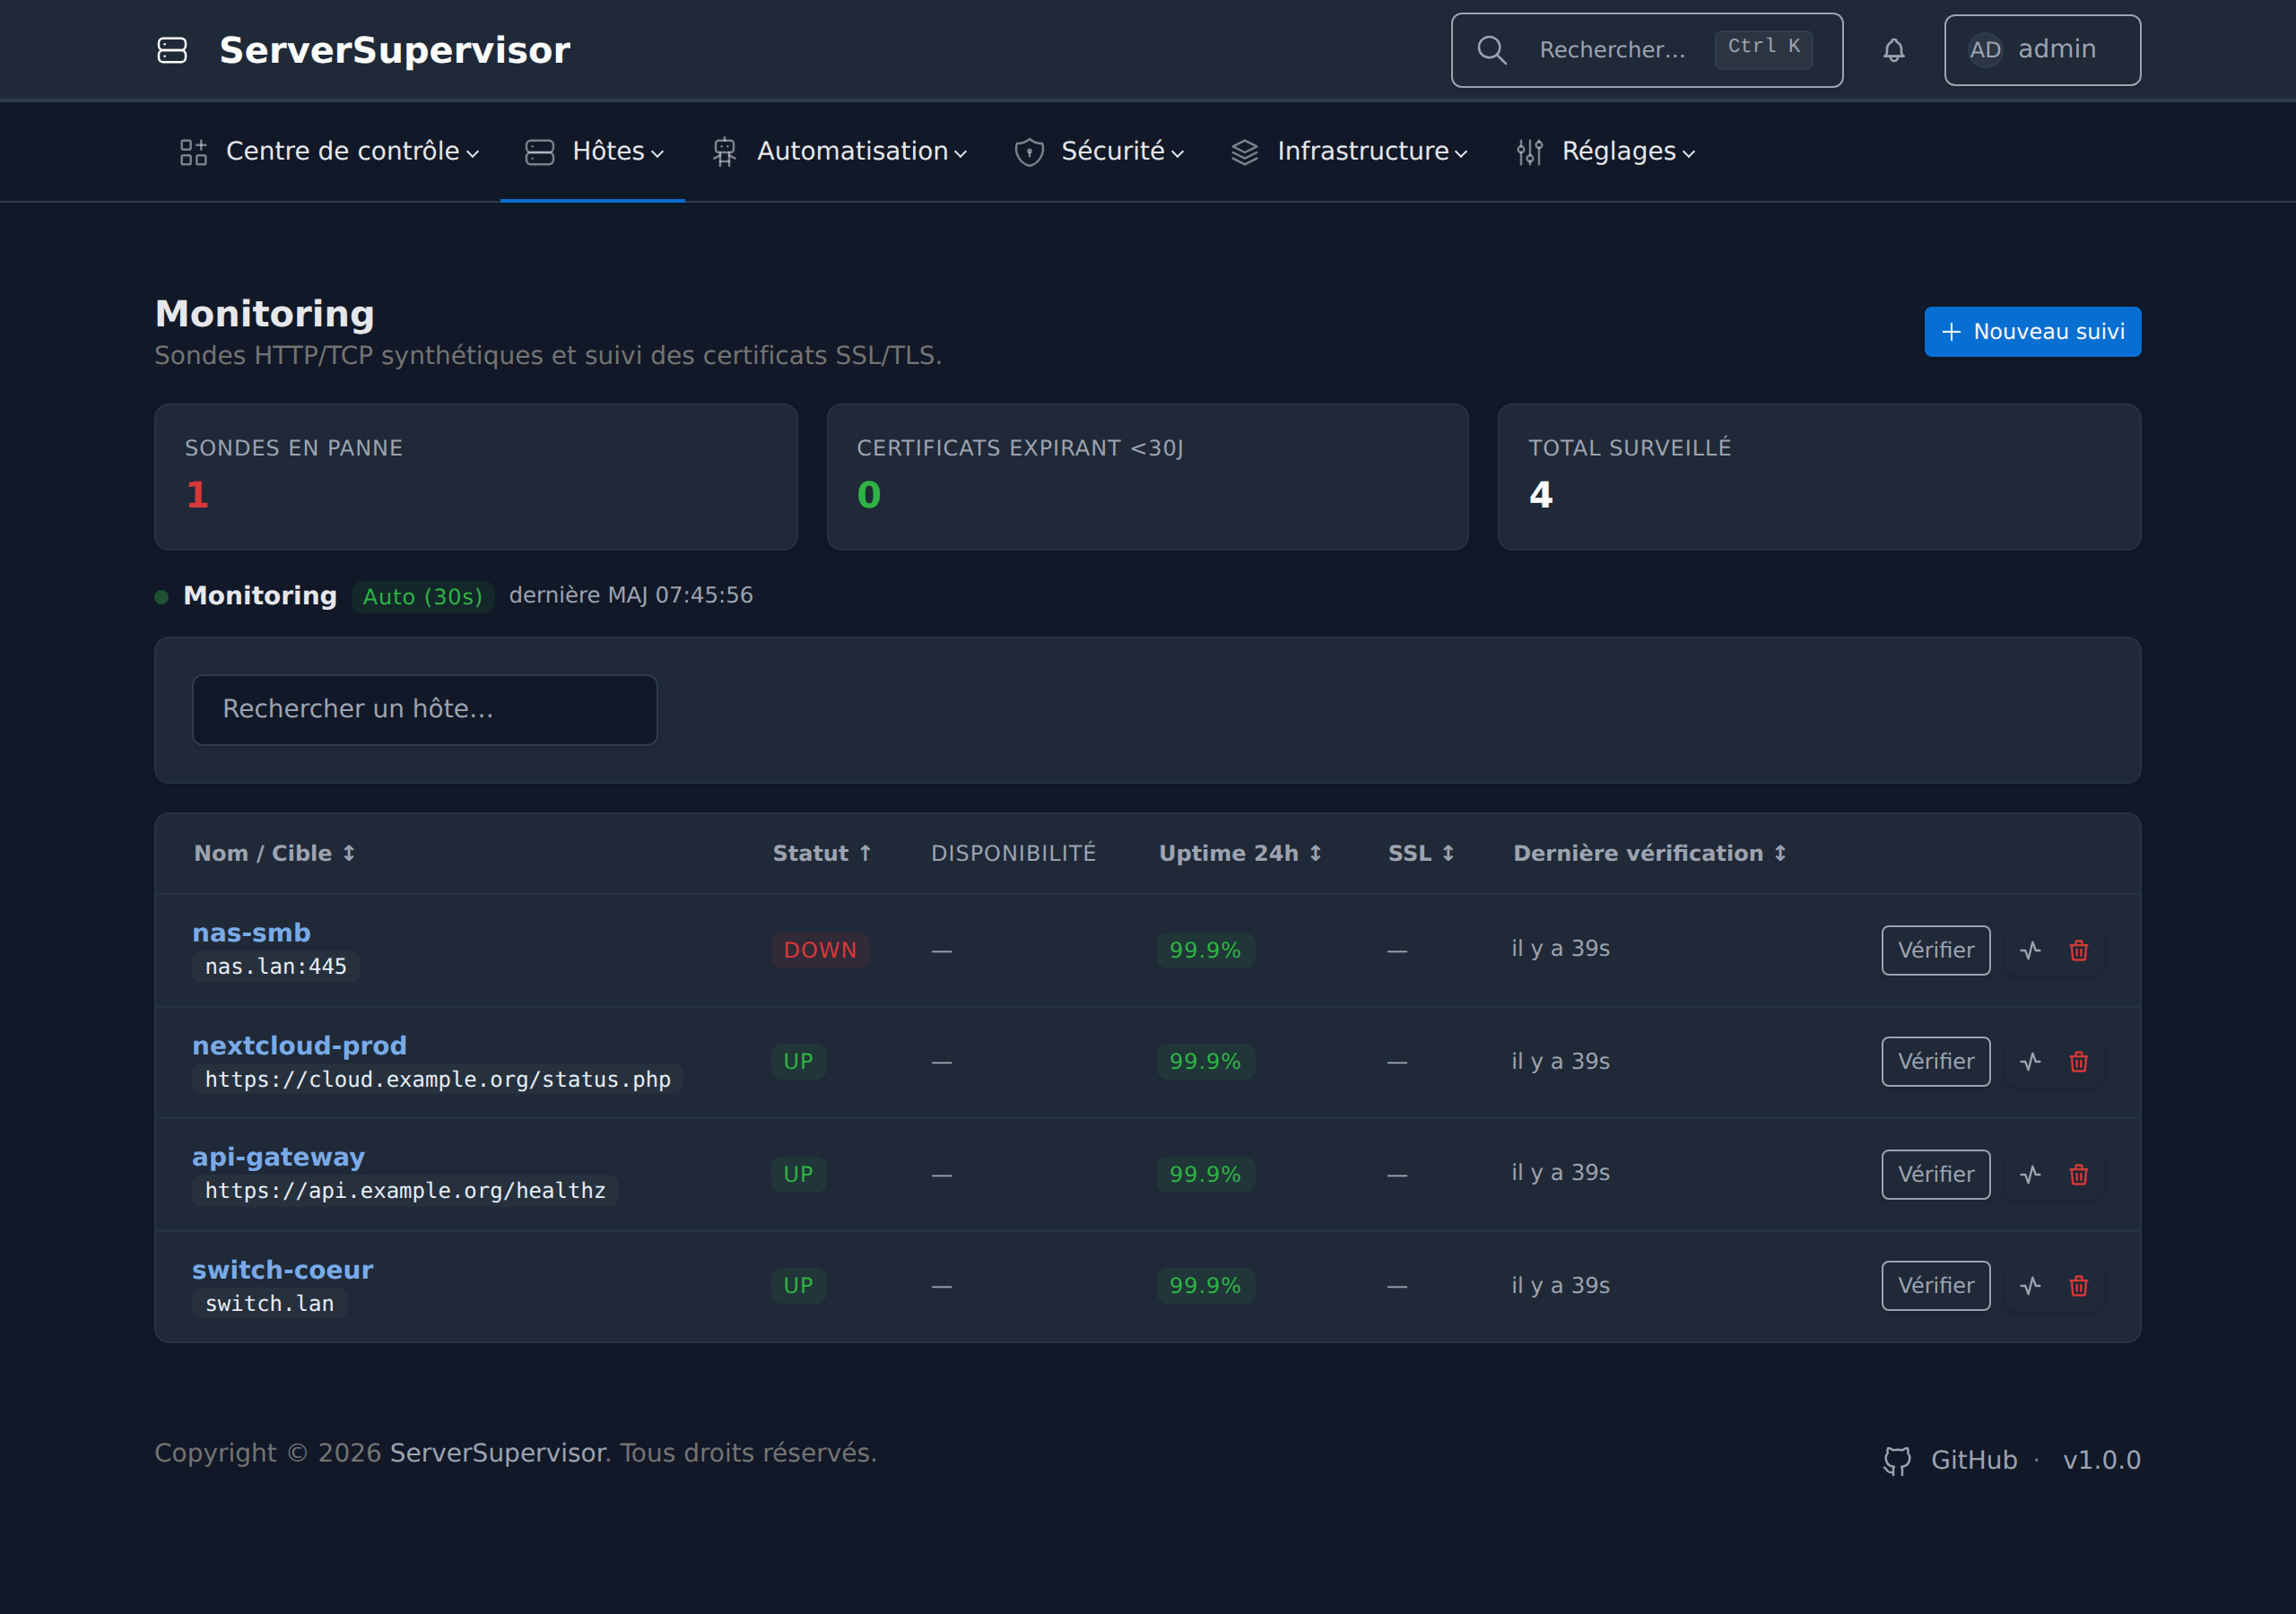 ServerSupervisor
Rechercher…
Ctrl K
AD
admin
Centre de contrôle
Hôtes
Automatisation
Sécurité
Infrastructure
Réglages
Monitoring
Sondes HTTP/TCP synthétiques et suivi des certificats SSL/TLS.
Nouveau suivi
SONDES EN PANNE
1
CERTIFICATS EXPIRANT <30J
0
TOTAL SURVEILLÉ
4
Monitoring Auto (30s) dernière MAJ 07:45:56
Rechercher un hôte…
Nom / Cible ↕ Statut ↑ DISPONIBILITÉ Uptime 24h ↕ SSL ↕ Dernière vérification ↕
nas-smb
nas.lan:445
DOWN — 99.9% — il y a 39s Vérifier
nextcloud-prod
https://cloud.example.org/status.php
UP — 99.9% — il y a 39s Vérifier
api-gateway
https://api.example.org/healthz
UP — 99.9% — il y a 39s Vérifier
switch-coeur
switch.lan
UP — 99.9% — il y a 39s Vérifier
Copyright © 2026 ServerSupervisor. Tous droits réservés.
GitHub · v1.0.0